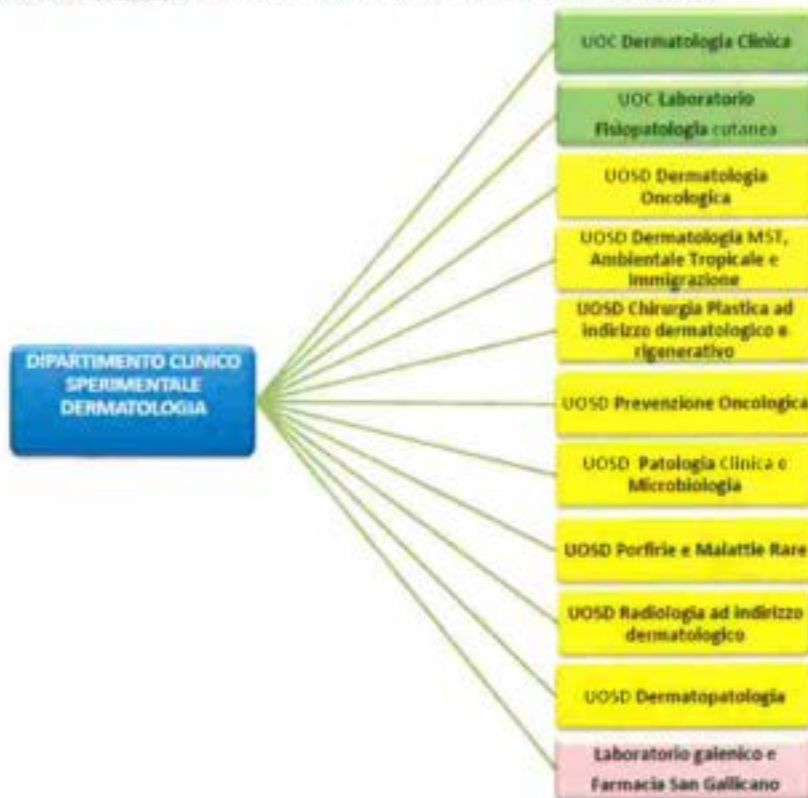 UOC Dermatologia Clinica
UOC Laboratorio
Fisiopatologia cutanea
UOSD Dermatologia
Oncologica
UOSD Dermatologia MST,
Ambientale Tropicale e
Immigrazione
UOSD Chirurgia Plastica ad
indirizzo dermatologico e
rigenerativo
DIPARTIMENTO CLINICO
SPERIMENTALE
DERMATOLOGIA
UOSD Prevenzione Oncologica
UOSD Patologia Clinica e
Microbiologia
UOSD Porfirie e Malattie Rare
UOSD Radiologia ad indirizzo
dermatologico
UOSD Dermatopatologia
Laboratorio galenico e
Farmacia San Gallicano